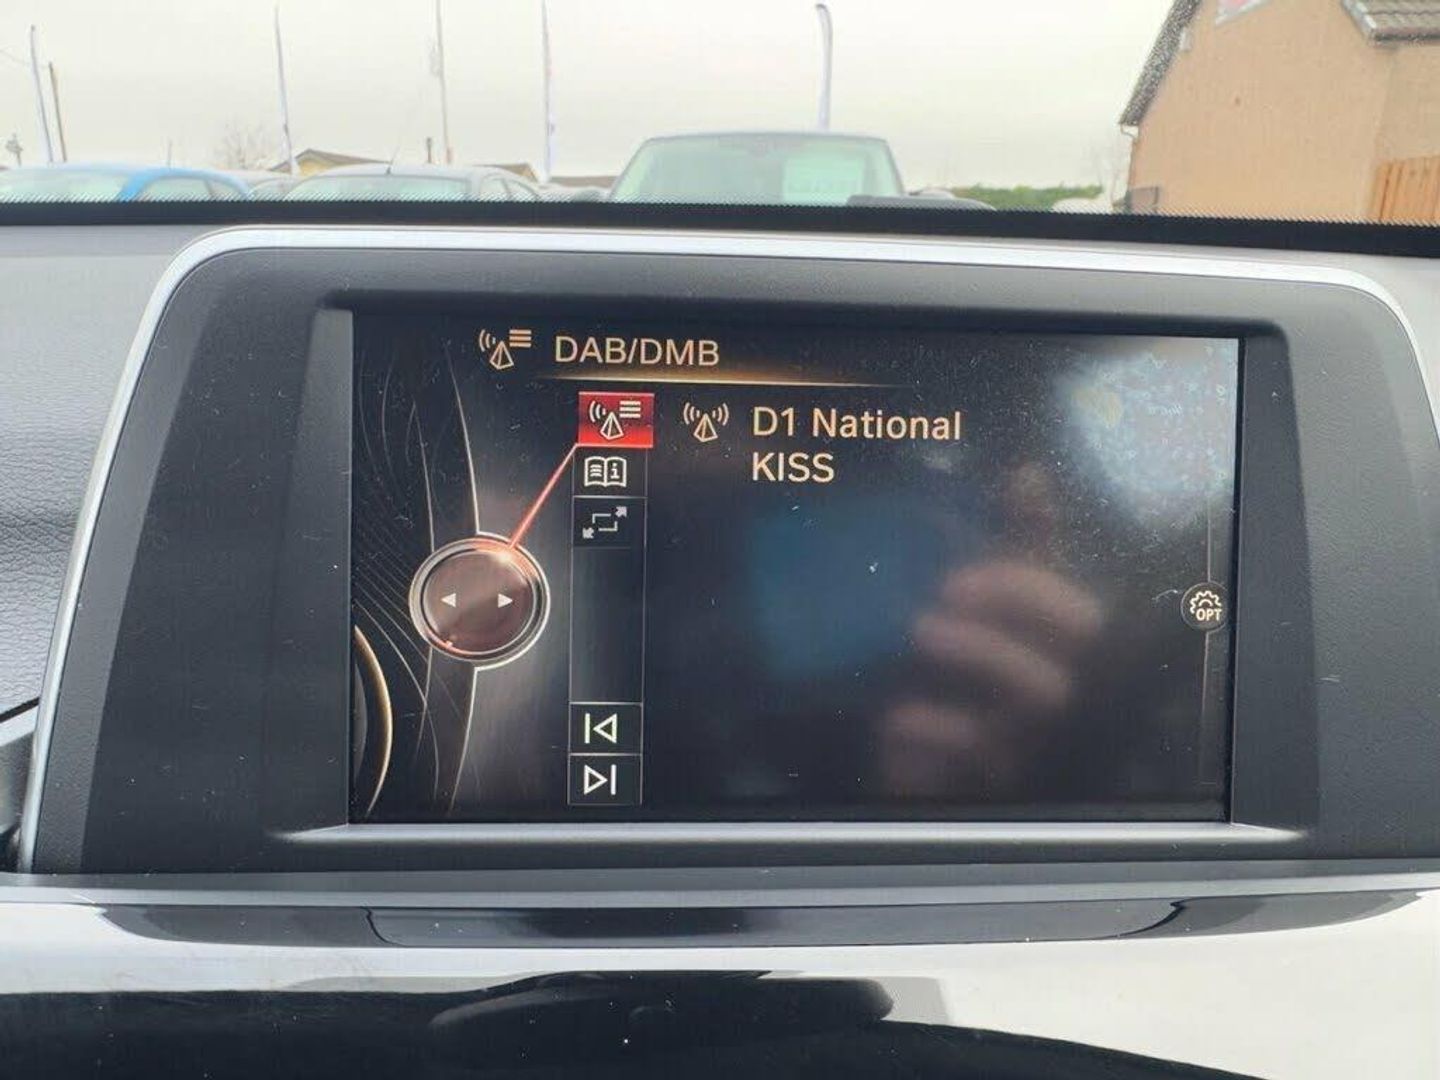 DAB/DMB
D1 National
KISS
OPT